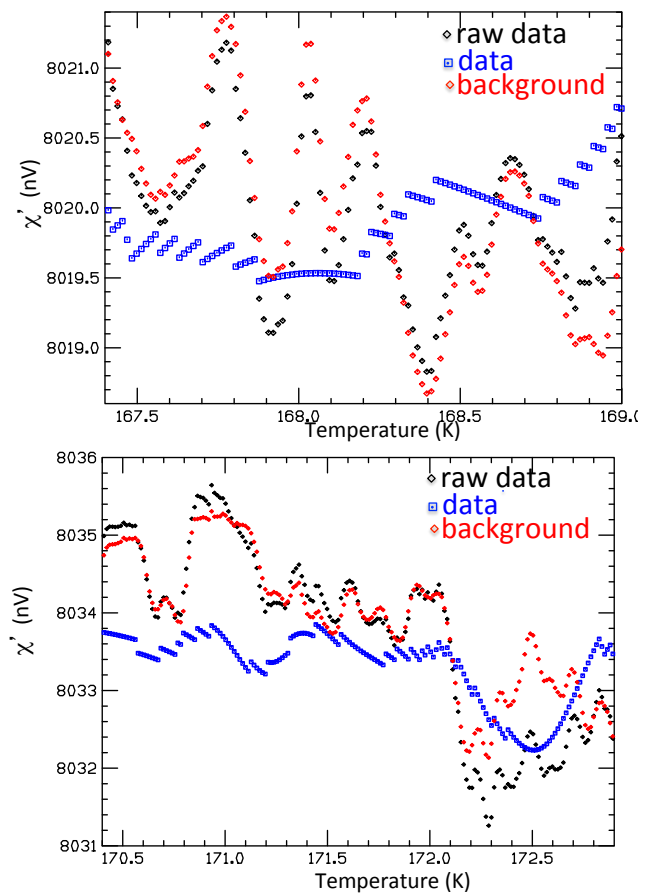 raw data
data
background
8021.0
8020.5
8020.0
8019.5
8019.0
χ' (nV)
167.5 168.0 168.5 169.0
Temperature (K)
raw data
data
background
8036
8035
8034
8033
8032
8031
χ' (nV)
170.5 171.0 171.5 172.0 172.5
Temperature (K)